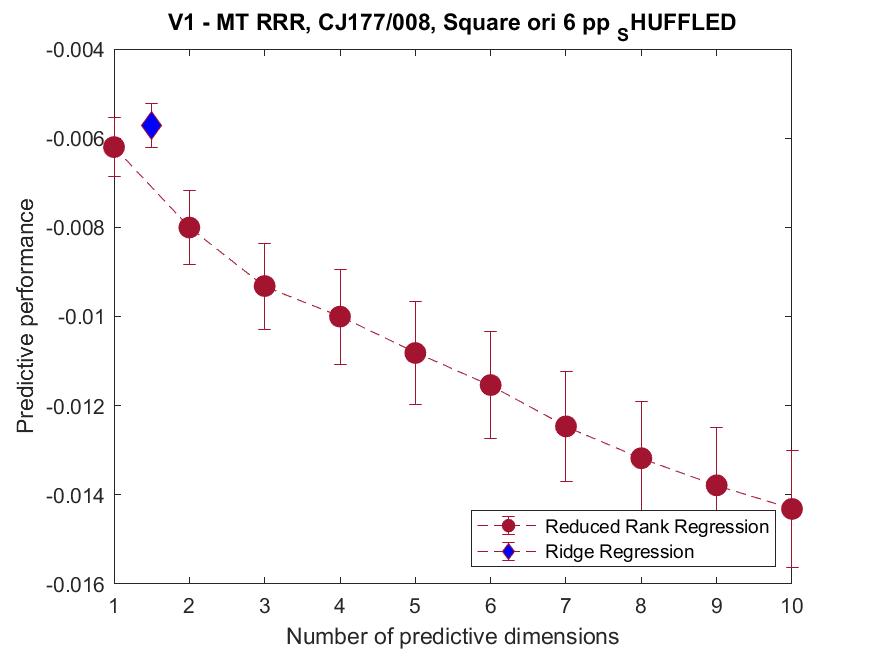 V1 - MT RRR, CJ177/008, Square ori 6 pp SHUFFLED
-0.004
-0.006
-0.008
-0.01
-0.012
-0.014
-0.016
Predictive performance
Reduced Rank Regression
Ridge Regression
1 2 3 4 5 6 7 8 9 10
Number of predictive dimensions